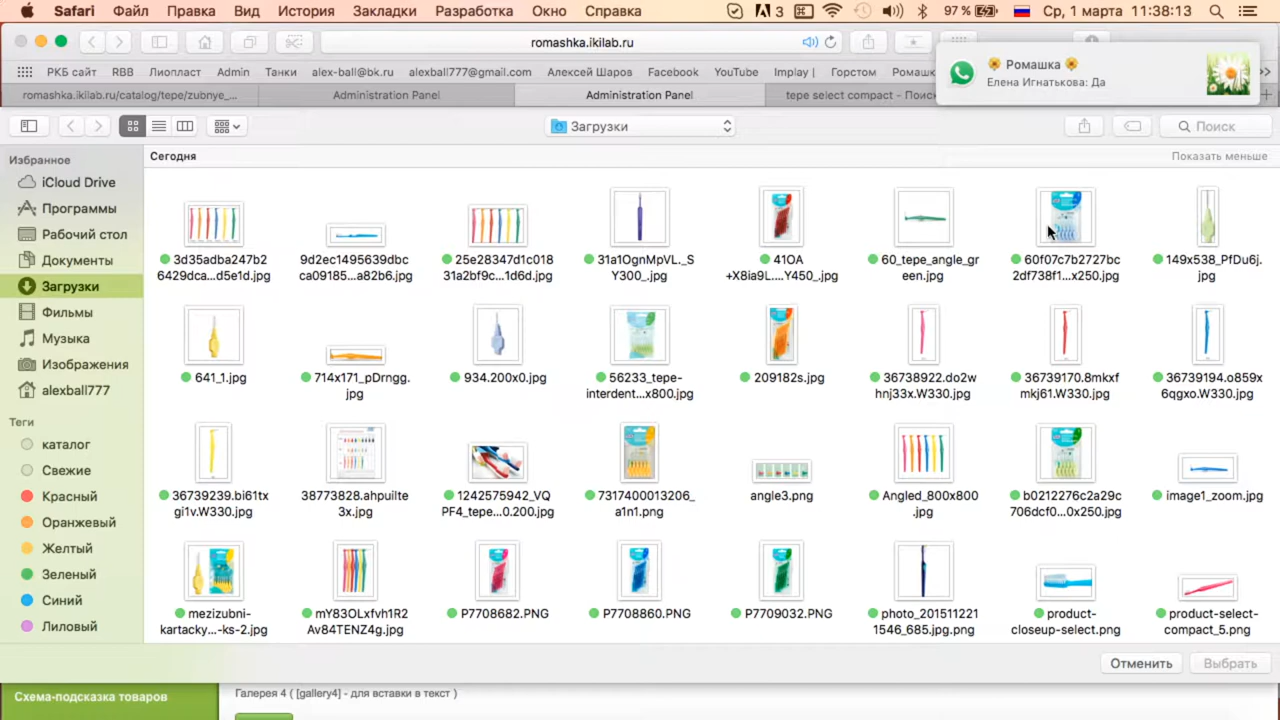 Safari Файл Правка Вид История Закладки Разработка Окно Справка 3 97 % Ср, 1 марта 11:38:13
romashka.ikilab.ru
РКБ сайт RBB Лиопласт Admin Танки alex-ball@bk.ru alexball777@gmail.com Алексей Шаров Facebook YouTube Implay | Горстом Ромашк
Ромашка
Елена Игнатькова: Да
romashka.ikilab.ru/catalog/tepe/zubnye_... Administration Panel Administration Panel tepe select compact - Поиск
Загрузки
Поиск
Избранное
iCloud Drive
Программы
Рабочий стол
Документы
Загрузки
Фильмы
Музыка
Изображения
alexball777
Теги
каталог
Свежие
Красный
Оранжевый
Желтый
Зеленый
Синий
Лиловый
Сегодня Показать меньше
3d35adba247b2 9d2ec1495639dbc 25e28347d1c018 31a1OgnMpVL._S 41OA 60_tepe_angle_gr 60f07c7b2727bc 149x538_PfDu6j.
6429dca...d5e1d.jpg ca09185...a82b6.jpg 31a2bf9c...1d6d.jpg Y300_.jpg +X8ia9L....Y450_.jpg een.jpg 2df738f1...x250.jpg jpg
641_1.jpg 714x171_pDrngg. 934.200x0.jpg 56233_tepe- 209182s.jpg 36738922.do2w 36739170.8mkxf 36739194.o859x
jpg interdent...x800.jpg hnj33x.W330.jpg mkj61.W330.jpg 6qgxo.W330.jpg
36739239.bi61tx 38773828.ahpuilte 1242575942_VQ 7317400013206_ angle3.png Angled_800x800 b0212276c2a29c image1_zoom.jpg
gi1v.W330.jpg 3x.jpg PF4_tepe...0.200.jpg a1n1.png .jpg 706dcf0...0x250.jpg
mezizubni- mY83OLxfvh1R2 P7708682.PNG P7708860.PNG P7709032.PNG photo_201511221 product- product-select-
kartacky...-ks-2.jpg Av84TENZ4g.jpg 1546_685.jpg.png closeup-select.png compact_5.png
Отменить Выбрать
Схема-подсказка товаров
Галерея 4 ( [gallery4] - для вставки в текст )